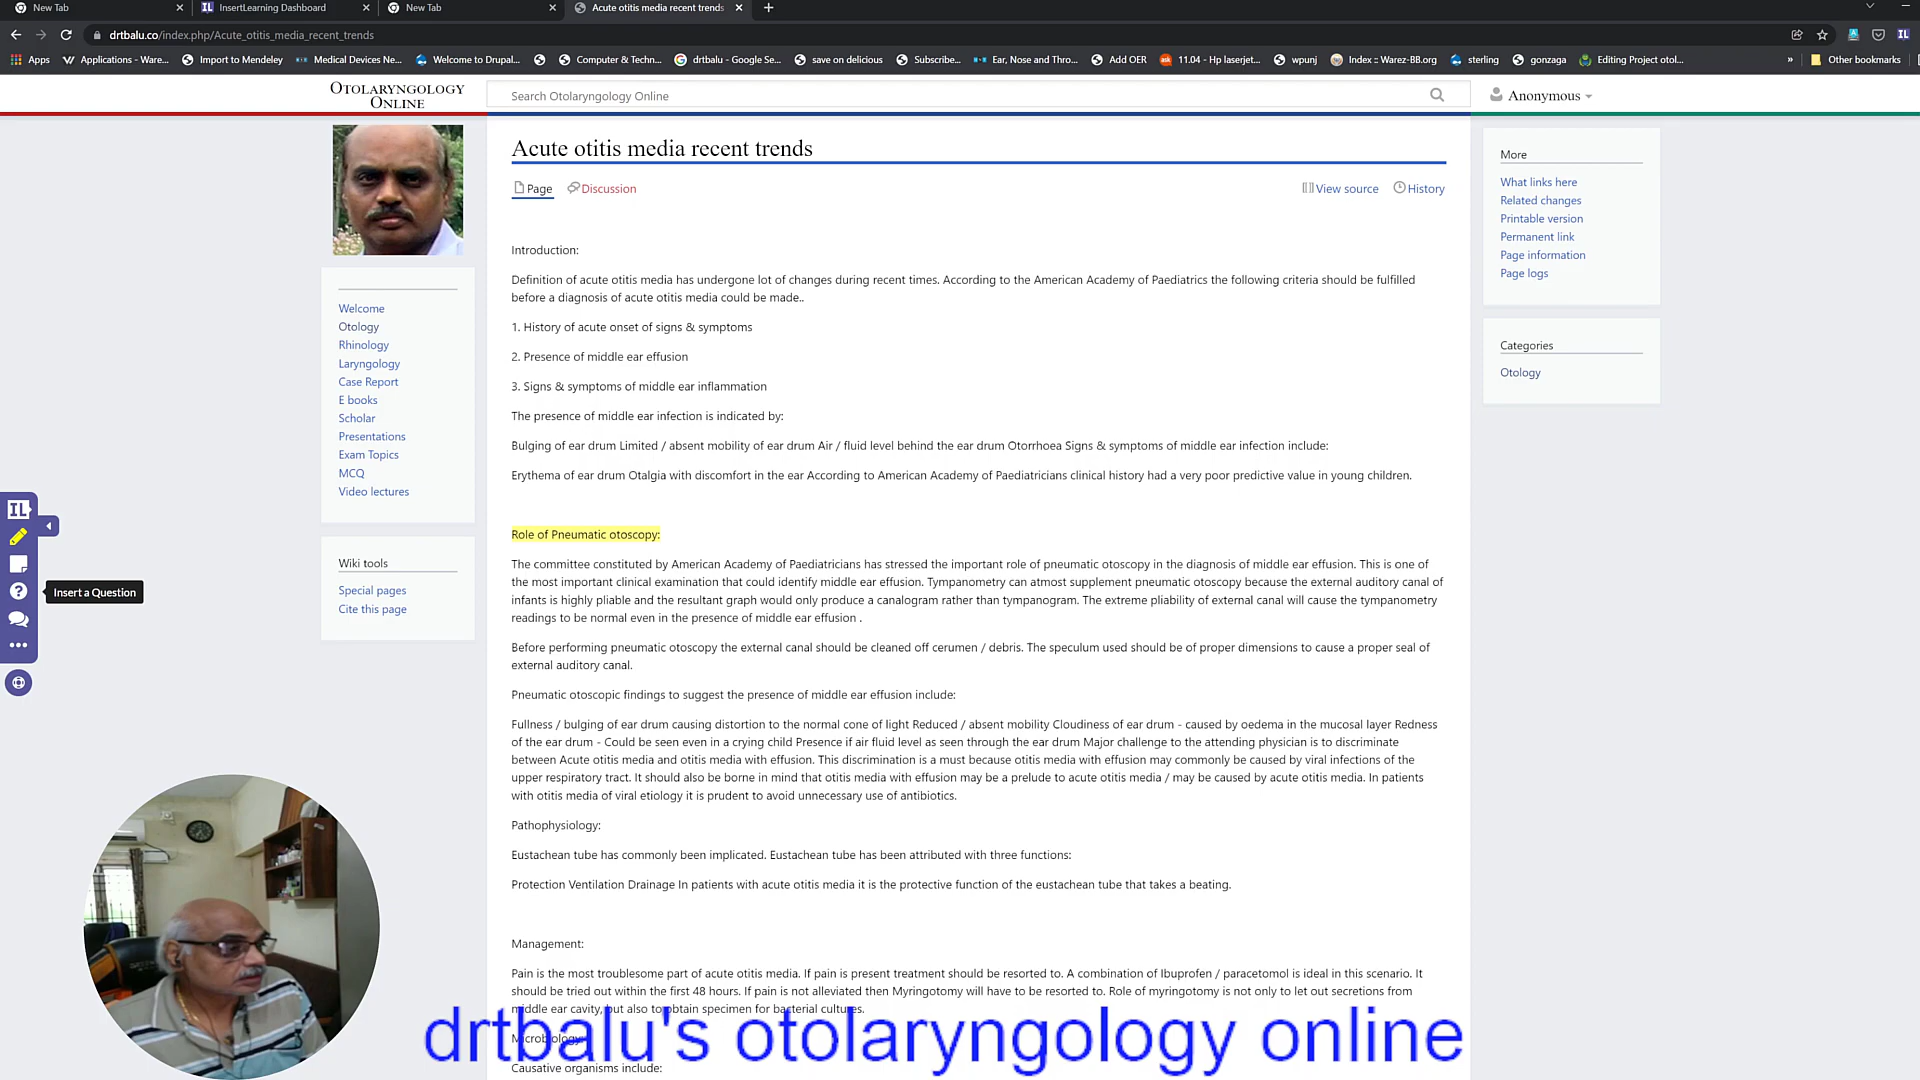 New Tab
InsertLearning Dashboard
New Tab
Acute otitis media recent trends
drtbalu.co/index.php/Acute_otitis_media_recent_trends
Apps
Applications - Ware...
Import to Mendeley
Medical Devices Ne...
Welcome to Drupal...
Computer & Techn...
drtbalu - Google Se...
save on delicious
Subscribe...
Ear, Nose and Thro...
Add OER
11.04 - Hp laserjet...
wpunj
Index :: Warez-BB.org
sterling
gonzaga
Editing Project otol...
»
Other bookmarks
OTOLARYNGOLOGY
ONLINE
Search Otolaryngology Online
Anonymous
Welcome
Otology
Rhinology
Laryngology
Case Report
E books
Scholar
Presentations
Exam Topics
MCQ
Video lectures
Wiki tools
Special pages
Cite this page
IL
Insert a Question
Acute otitis media recent trends
Page
Discussion
View source
History
Introduction:
Definition of acute otitis media has undergone lot of changes during recent times. According to the American Academy of Paediatrics the following criteria should be fulfilled
before a diagnosis of acute otitis media could be made..
1. History of acute onset of signs & symptoms
2. Presence of middle ear effusion
3. Signs & symptoms of middle ear inflammation
The presence of middle ear infection is indicated by:
Bulging of ear drum Limited / absent mobility of ear drum Air / fluid level behind the ear drum Otorrhoea Signs & symptoms of middle ear infection include:
Erythema of ear drum Otalgia with discomfort in the ear According to American Academy of Paediatricians clinical history had a very poor predictive value in young children.
Role of Pneumatic otoscopy:
The committee constituted by American Academy of Paediatricians has stressed the important role of pneumatic otoscopy in the diagnosis of middle ear effusion. This is one of
the most important clinical examination that could identify middle ear effusion. Tympanometry can atmost supplement pneumatic otoscopy because the external auditory canal of
infants is highly pliable and the resultant graph would only produce a canalogram rather than tympanogram. The extreme pliability of external canal will cause the tympanometry
readings to be normal even in the presence of middle ear effusion .
Before performing pneumatic otoscopy the external canal should be cleaned off cerumen / debris. The speculum used should be of proper dimensions to cause a proper seal of
external auditory canal.
Pneumatic otoscopic findings to suggest the presence of middle ear effusion include:
Fullness / bulging of ear drum causing distortion to the normal cone of light Reduced / absent mobility Cloudiness of ear drum - caused by oedema in the mucosal layer Redness
of the ear drum - Could be seen even in a crying child Presence if air fluid level as seen through the ear drum Major challenge to the attending physician is to discriminate
between Acute otitis media and otitis media with effusion. This discrimination is a must because otitis media with effusion may commonly be caused by viral infections of the
upper respiratory tract. It should also be borne in mind that otitis media with effusion may be a prelude to acute otitis media / may be caused by acute otitis media. In patients
with otitis media of viral etiology it is prudent to avoid unnecessary use of antibiotics.
Pathophysiology:
Eustachean tube has commonly been implicated. Eustachean tube has been attributed with three functions:
Protection Ventilation Drainage In patients with acute otitis media it is the protective function of the eustachean tube that takes a beating.
Management:
Pain is the most troublesome part of acute otitis media. If pain is present treatment should be resorted to. A combination of Ibuprofen / paracetomol is ideal in this scenario. It
should be tried out within the first 48 hours. If pain is not alleviated then Myringotomy will have to be resorted to. Role of myringotomy is not only to let out secretions from
middle ear cavity, but also to obtain specimen for bacterial cultures.
Microbiology:
Causative organisms include:
More
What links here
Related changes
Printable version
Permanent link
Page information
Page logs
Categories
Otology
drtbalu's otolaryngology online